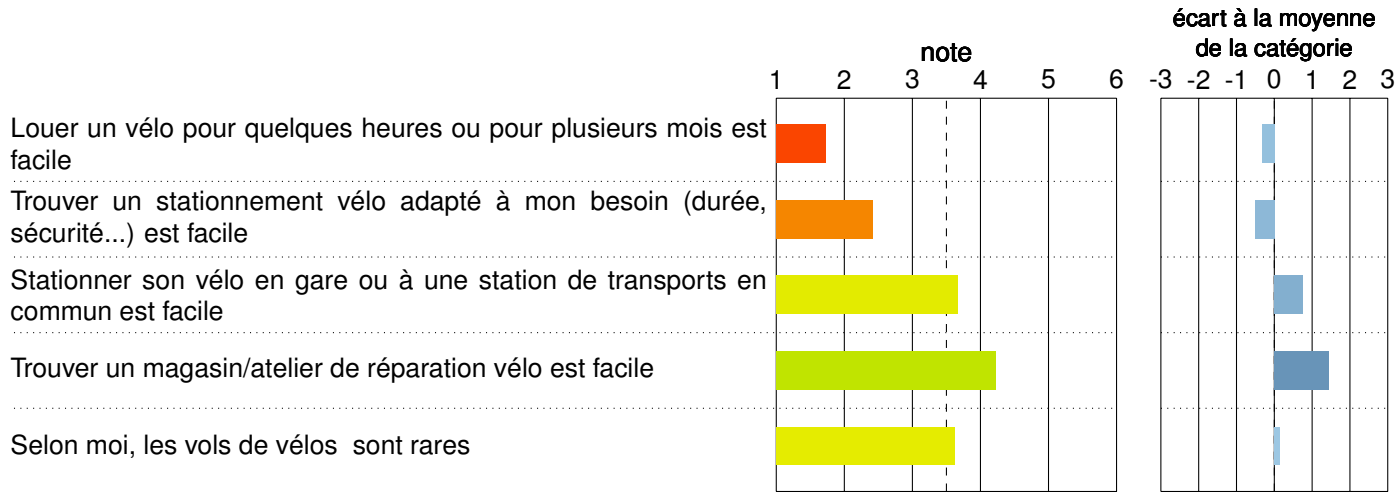 écart à la moyenne
note de la catégorie
1 2 3 4 5 6 -3 -2 -1 0 1 2 3
Louer un vélo pour quelques heures ou pour plusieurs mois est
facile
Trouver un stationnement vélo adapté à mon besoin (durée,
sécurité...) est facile
Stationner son vélo en gare ou à une station de transports en
commun est facile
Trouver un magasin/atelier de réparation vélo est facile
Selon moi, les vols de vélos sont rares